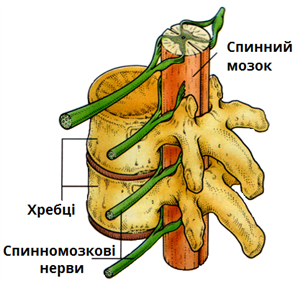 Спинний
мозок
Хребці
Спинномозкові
нерви